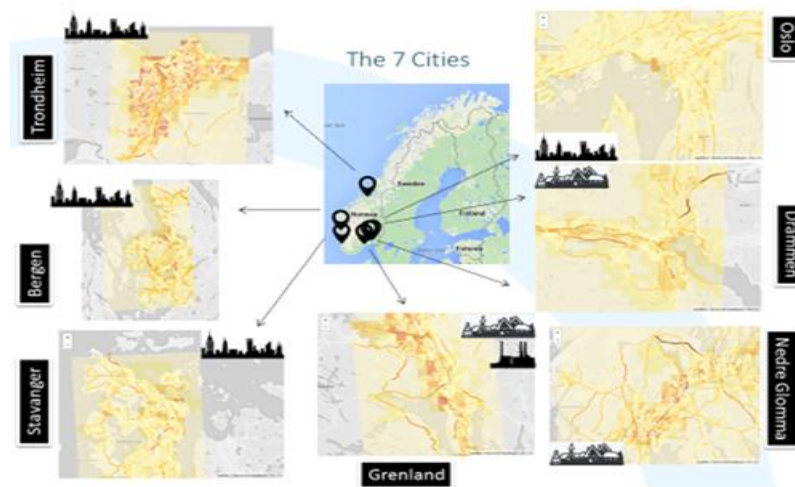 The 7 Cities
Trondheim
Oslo
Bergen
Drammen
Stavanger
Grenland
Nedre Glomma
Sweden
Norway
Finland